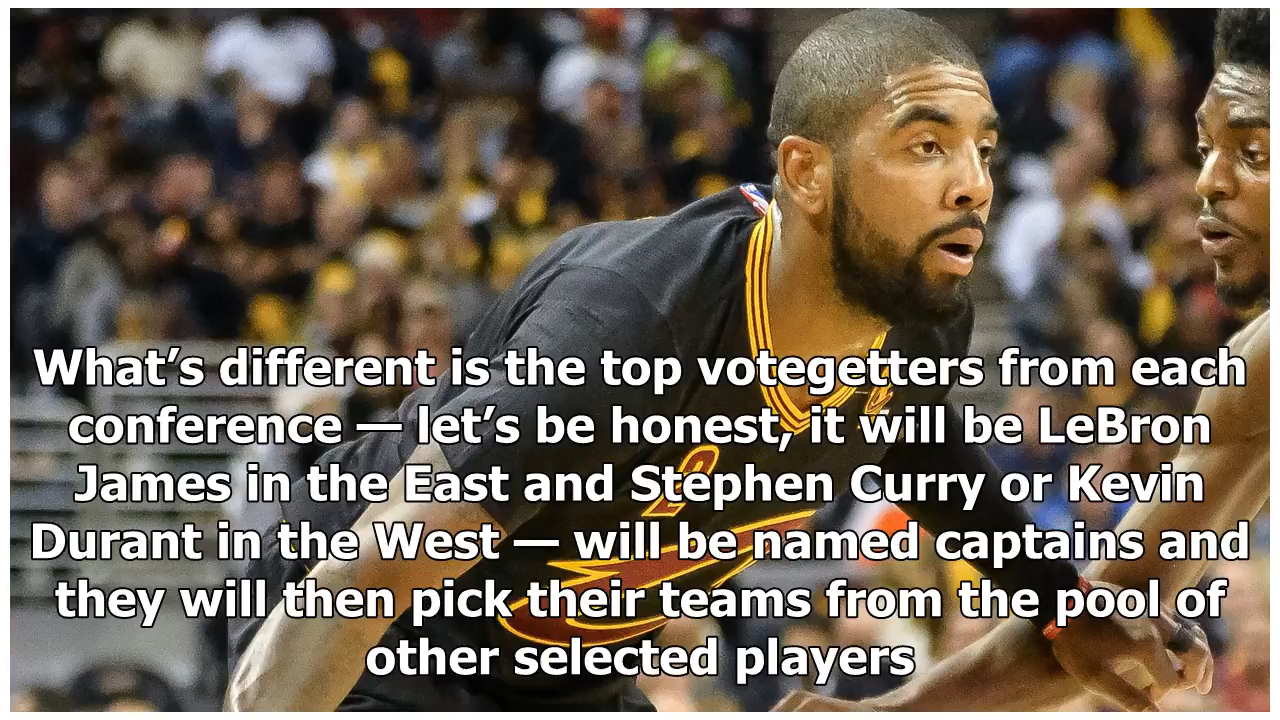 What’s different is the top votegetters from each
conference — let’s be honest, it will be LeBron
James in the East and Stephen Curry or Kevin
Durant in the West — will be named captains and
they will then pick their teams from the pool of
other selected players
2